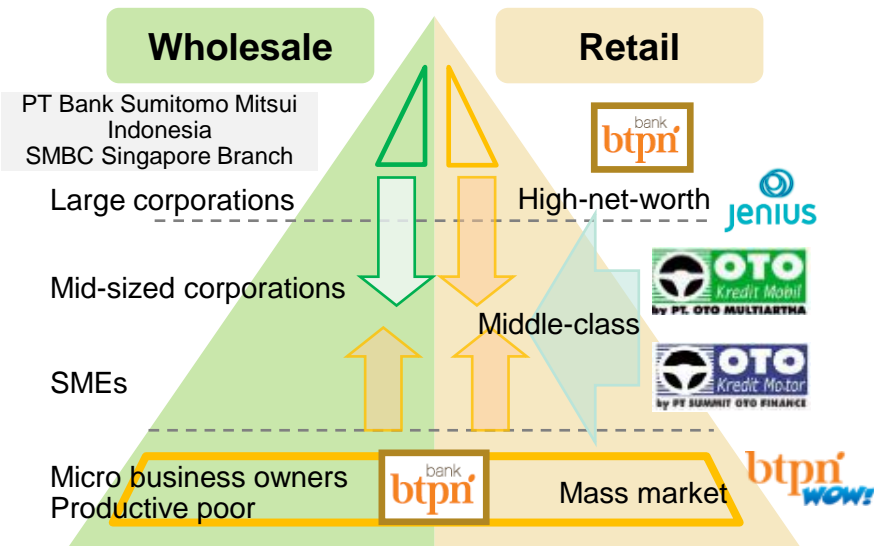 Wholesale
Retail
PT Bank Sumitomo Mitsui
Indonesia
SMBC Singapore Branch
bank
btpn
Large corporations
High-net-worth
Jenius
Mid-sized corporations
OTO
Kredit Mobil
by PT. OTO MULTIARTHA
Middle-class
SMEs
OTO
Kredit Motor
by PT SUMMIT OTO FINANCE
Micro business owners
Productive poor
bank
btpn
Mass market
btpn
WOW!